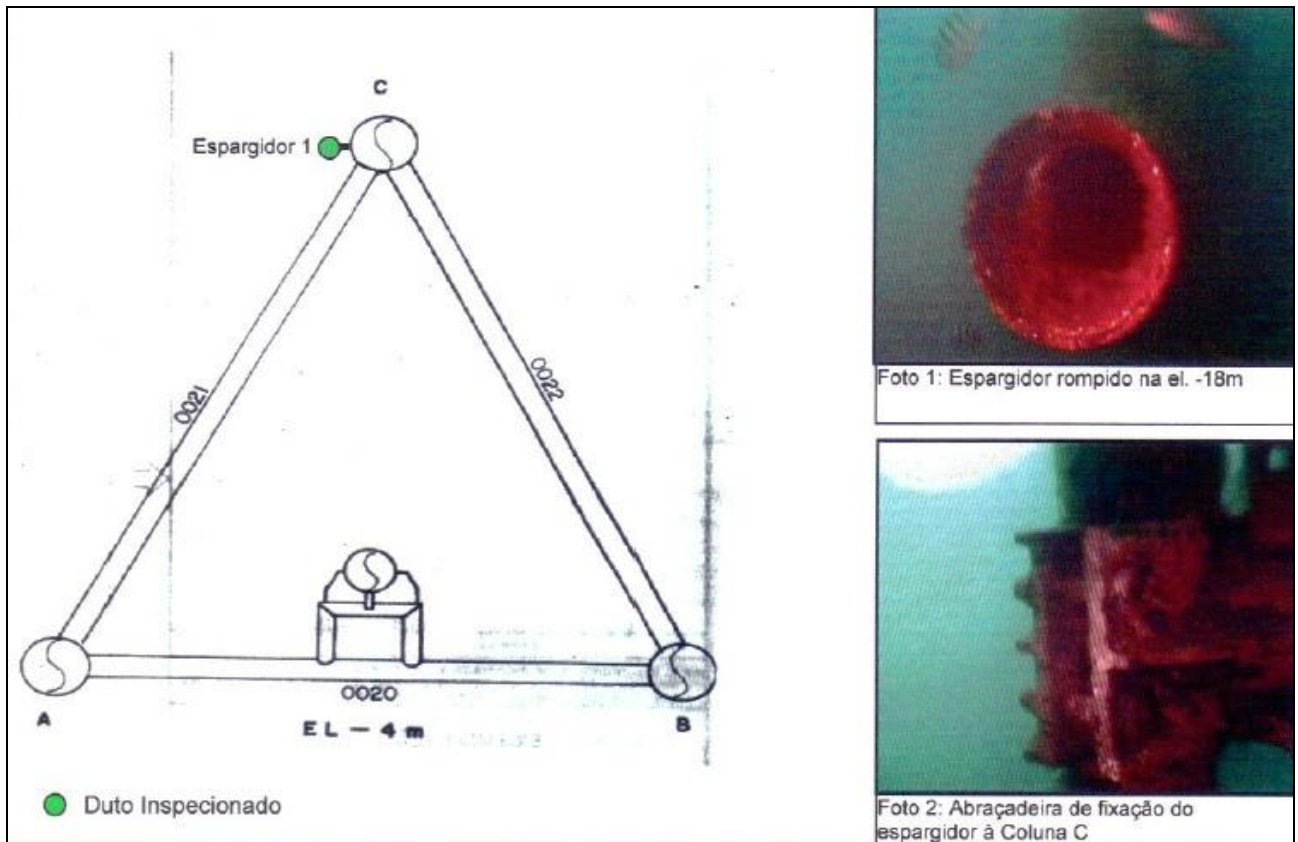 C
Espargidor 1
0021
0022
0020
A
B
EL - 4 m
Duto Inspecionado
Foto 1: Espargidor rompido na el. -18m
Foto 2: Abraçadeira de fixação do
espargidor à Coluna C